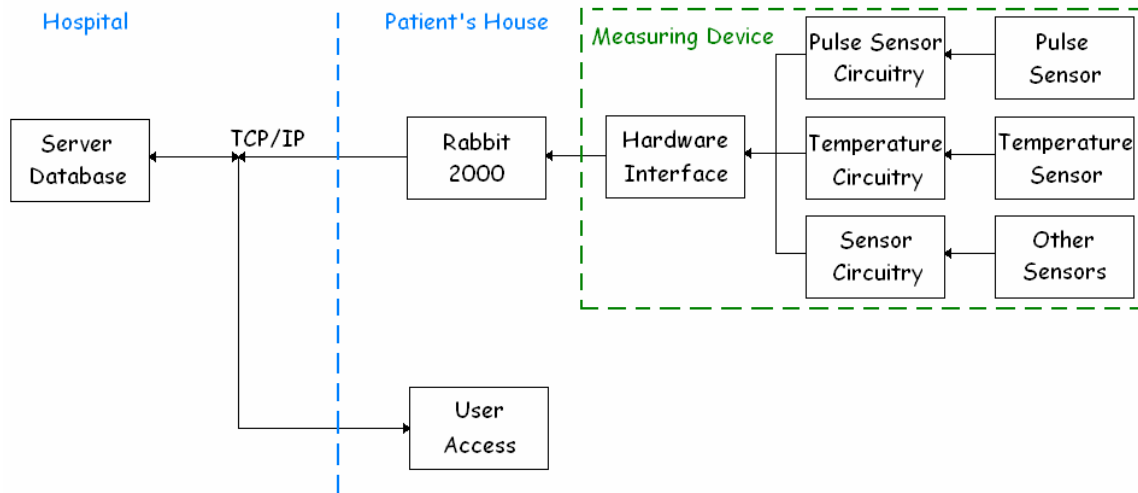 Hospital
Patient's House
Measuring Device
Pulse Sensor
Circuitry
Pulse
Sensor
Server
Database
TCP/IP
Rabbit
2000
Hardware
Interface
Temperature
Circuitry
Temperature
Sensor
Sensor
Circuitry
Other
Sensors
User
Access